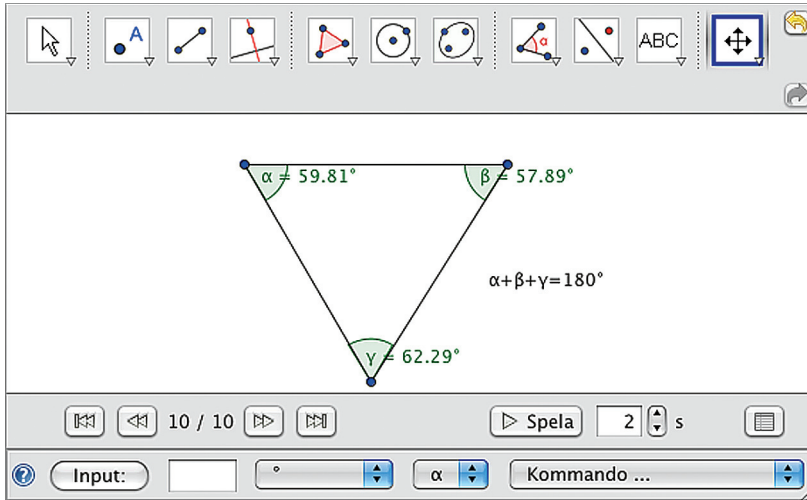 A
α
ABC
α = 59.81°
β = 57.89°
α+β+γ=180°
γ = 62.29°
10 / 10
Spela
2
s
Input:
°
α
Kommando ...